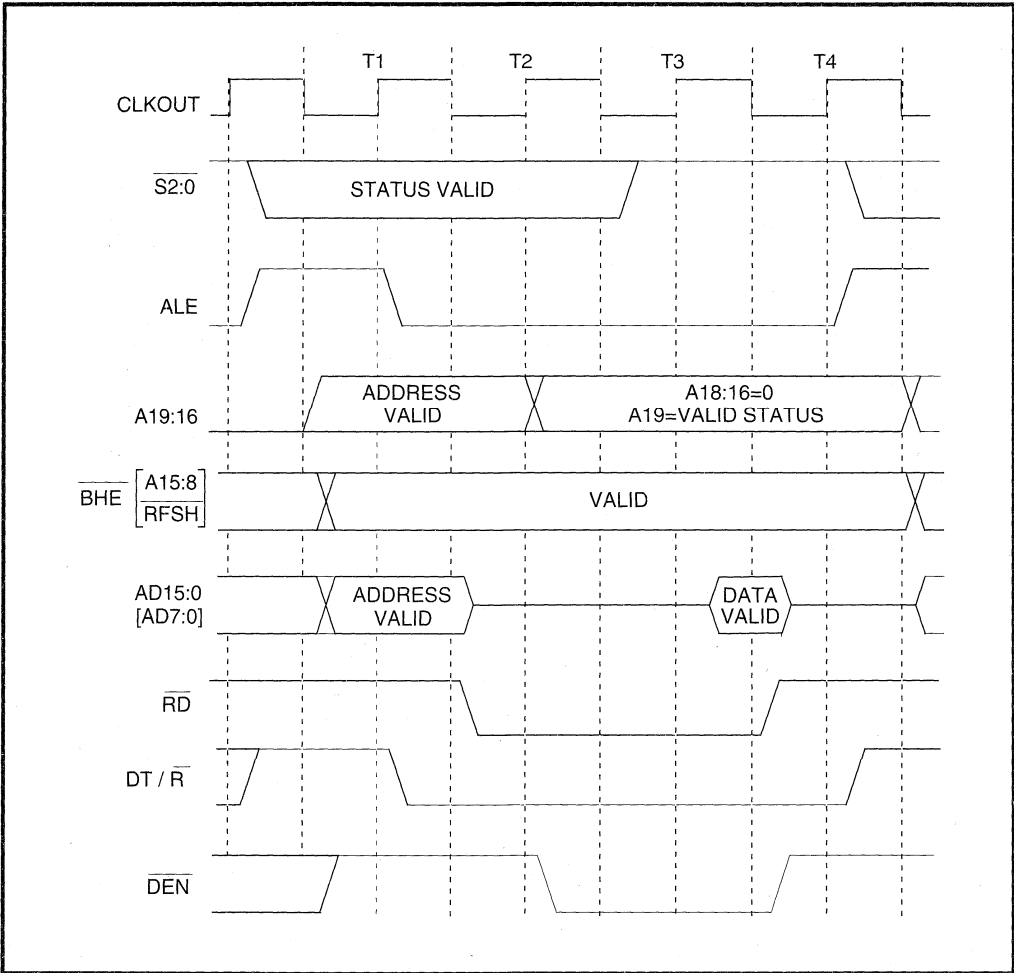 T1 T2 T3 T4
CLKOUT
S2:0
STATUS VALID
ALE
A19:16
ADDRESS
VALID
A18:16=0
A19=VALID STATUS
BHE
A15:8
RFSH
VALID
AD15:0
[AD7:0]
ADDRESS
VALID
DATA
VALID
RD
DT / R
DEN